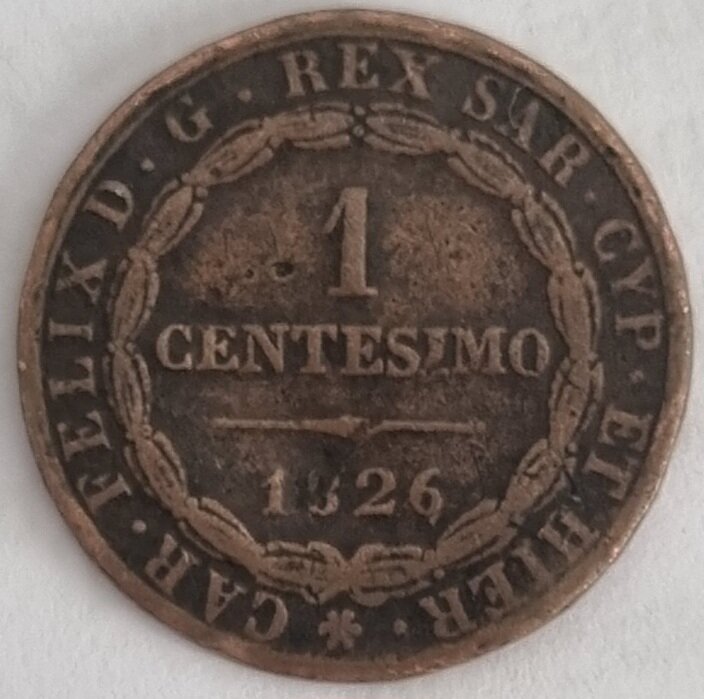 CAR · FELIX D · G · REX SAR · CYP · ET HIER ·
1
CENTESIMO
1826